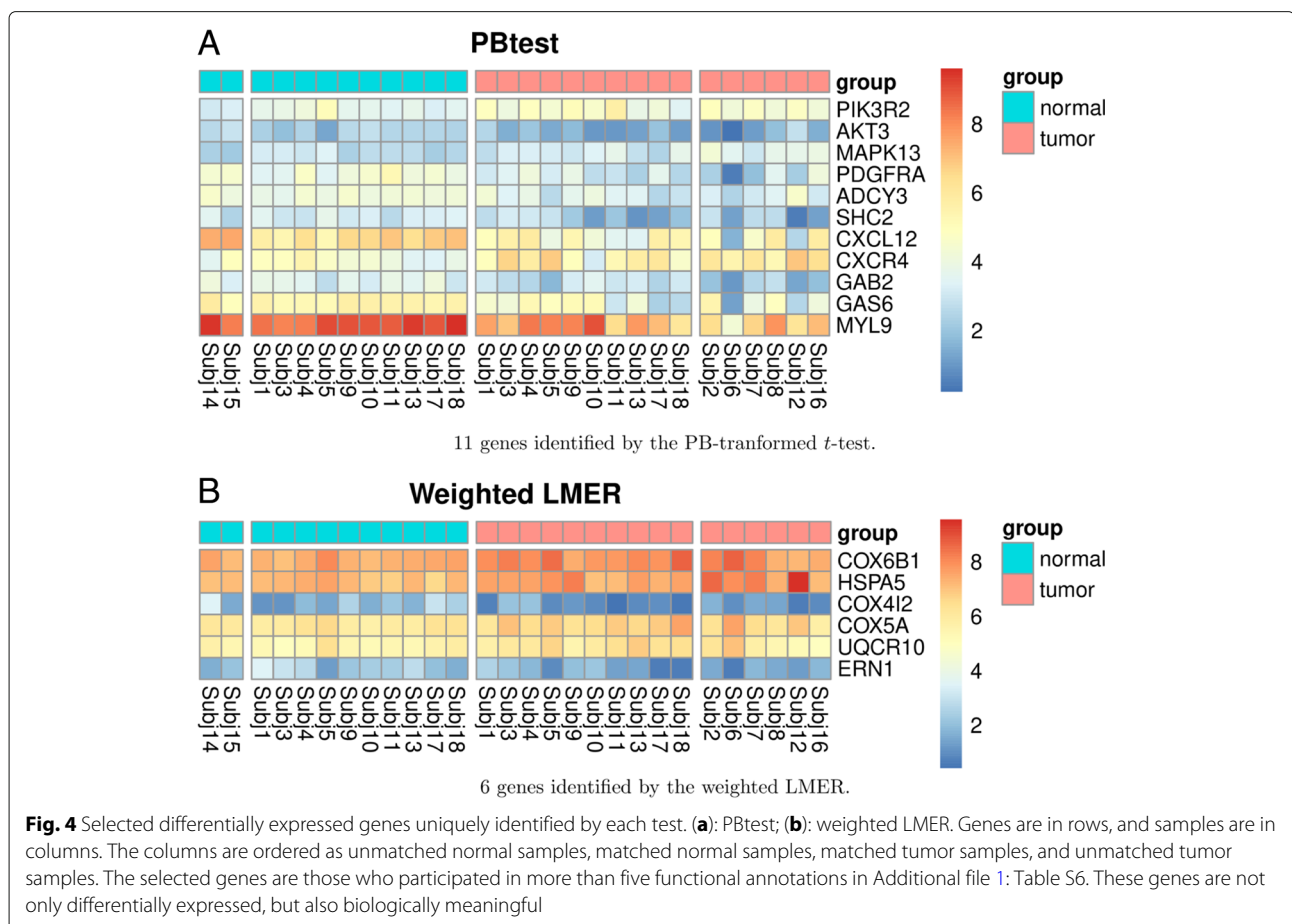 A
PBtest
group
PIK3R2
AKT3
MAPK13
PDGFRA
ADCY3
SHC2
CXCL12
CXCR4
GAB2
GAS6
MYL9
Subj14
Subj15
Subj1
Subj3
Subj4
Subj5
Subj9
Subj10
Subj11
Subj13
Subj17
Subj18
Subj1
Subj3
Subj4
Subj5
Subj9
Subj10
Subj11
Subj13
Subj17
Subj18
Subj2
Subj6
Subj7
Subj8
Subj12
Subj16
8
6
4
2
group
normal
tumor
11 genes identified by the PB-tranformed t-test.
B
Weighted LMER
group
COX6B1
HSPA5
COX4I2
COX5A
UQCR10
ERN1
Subj14
Subj15
Subj1
Subj3
Subj4
Subj5
Subj9
Subj10
Subj11
Subj13
Subj17
Subj18
Subj1
Subj3
Subj4
Subj5
Subj9
Subj10
Subj11
Subj13
Subj17
Subj18
Subj2
Subj6
Subj7
Subj8
Subj12
Subj16
8
6
4
2
group
normal
tumor
6 genes identified by the weighted LMER.
Fig. 4 Selected differentially expressed genes uniquely identified by each test. (a): PBtest; (b): weighted LMER. Genes are in rows, and samples are in
columns. The columns are ordered as unmatched normal samples, matched normal samples, matched tumor samples, and unmatched tumor
samples. The selected genes are those who participated in more than five functional annotations in Additional file 1: Table S6. These genes are not
only differentially expressed, but also biologically meaningful